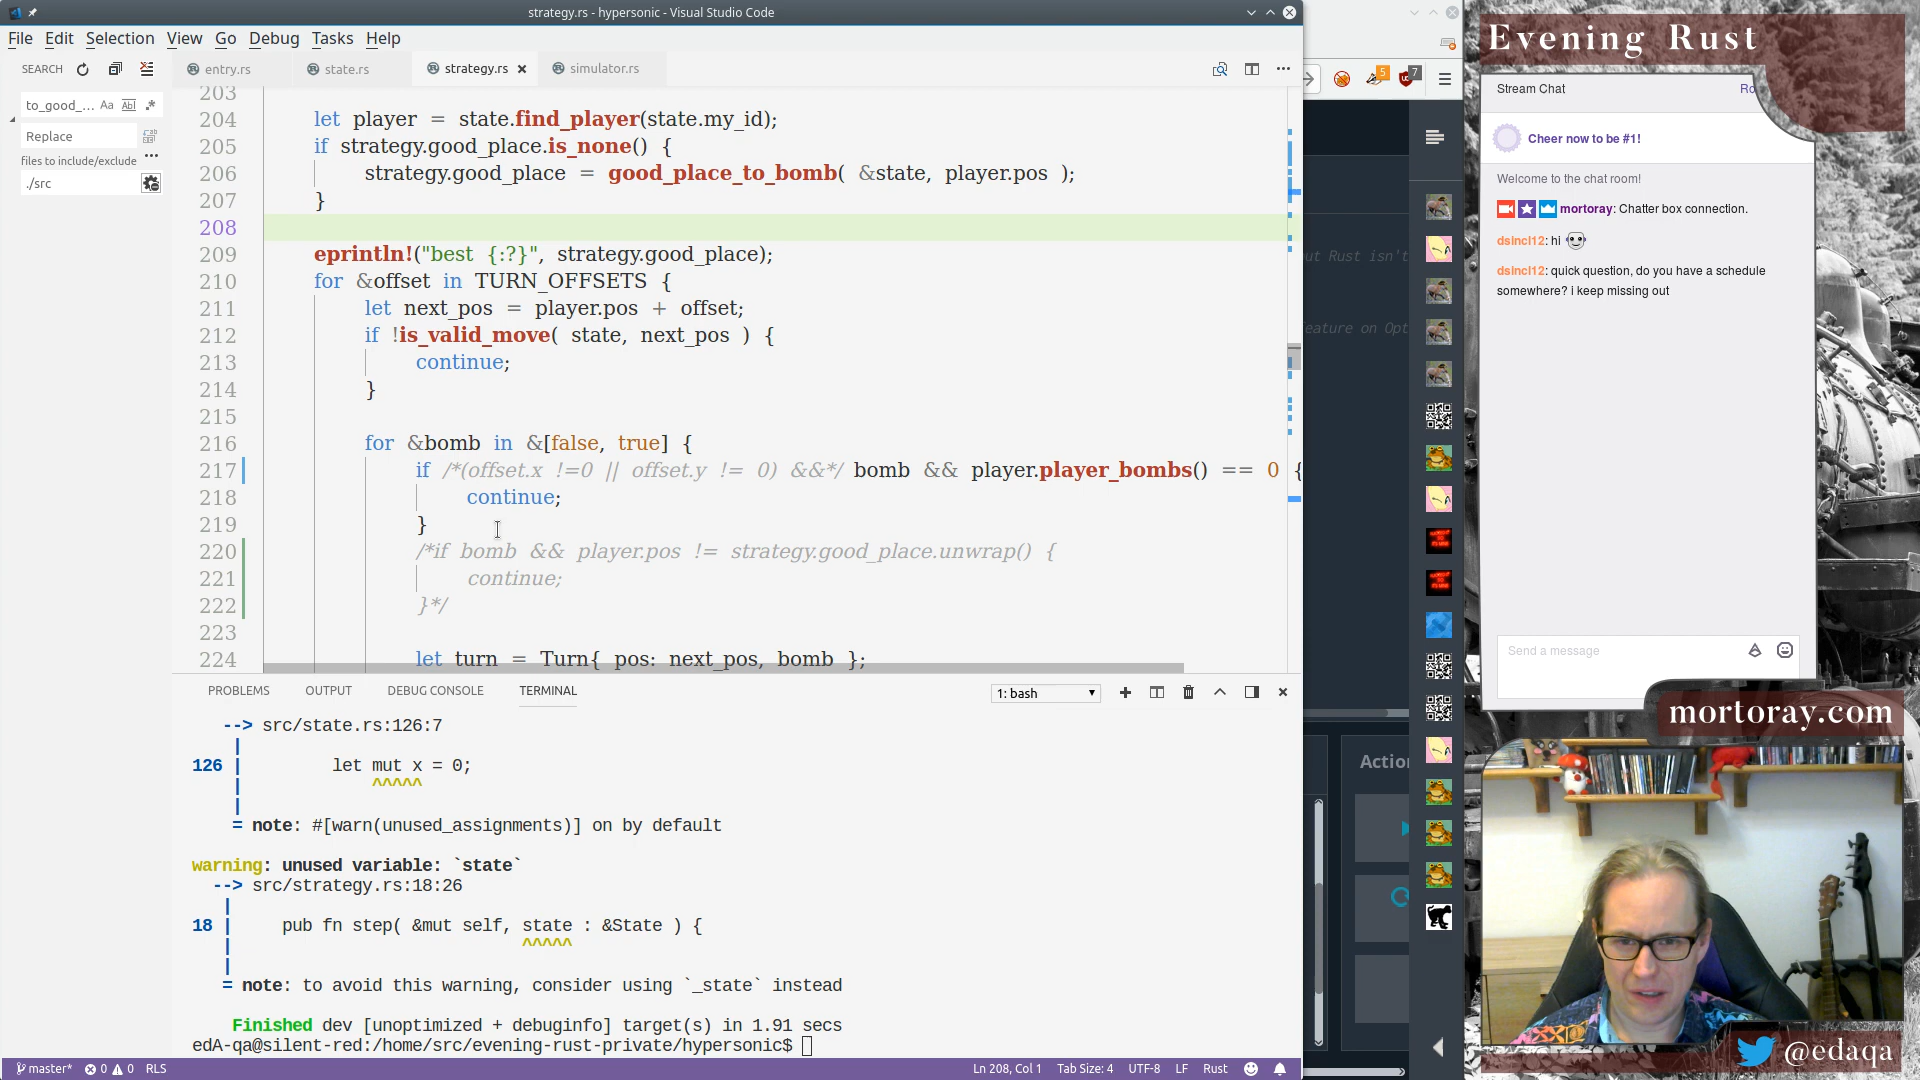 strategy.rs - hypersonic - Visual Studio Code
File Edit Selection View Go Debug Tasks Help
SEARCH
entry.rs
state.rs
strategy.rs
simulator.rs
to_good_...
Aa
Abl
.*
Replace
files to include/exclude
...
./src
203
204 let player = state.find_player(state.my_id);
205 if strategy.good_place.is_none() {
206 strategy.good_place = good_place_to_bomb( &state, player.pos );
207 }
208
209 eprintln!("best {:?}", strategy.good_place);
210 for &offset in TURN_OFFSETS {
211 let next_pos = player.pos + offset;
212 if !is_valid_move( state, next_pos ) {
213 continue;
214 }
215
216 for &bomb in &[false, true] {
217 if /*(offset.x !=0 || offset.y != 0) &&*/ bomb && player.player_bombs() == 0 {
218 continue;
219 }
220 /*if bomb && player.pos != strategy.good_place.unwrap() {
221 continue;
222 }*/
223
224 let turn = Turn{ pos: next_pos, bomb };
PROBLEMS OUTPUT DEBUG CONSOLE TERMINAL
1: bash
--> src/state.rs:126:7
|
126 | let mut x = 0;
| ^^^^^
|
= note: #[warn(unused_assignments)] on by default
warning: unused variable: `state`
--> src/strategy.rs:18:26
|
18 | pub fn step( &mut self, state : &State ) {
| ^^^^^
|
= note: to avoid this warning, consider using `_state` instead
Finished dev [unoptimized + debuginfo] target(s) in 1.91 secs
edA-qa@silent-red:/home/src/evening-rust-private/hypersonic$
master* 0 0 RLS
Ln 208, Col 1 Tab Size: 4 UTF-8 LF Rust
5
7
ut Rust isn't
eature on Opt
Action
Evening Rust
Stream Chat
Ro
Cheer now to be #1!
Welcome to the chat room!
mortoray: Chatter box connection.
dsincl12: hi
dsincl12: quick question, do you have a schedule
somewhere? i keep missing out
Send a message
mortoray.com
@edaqa